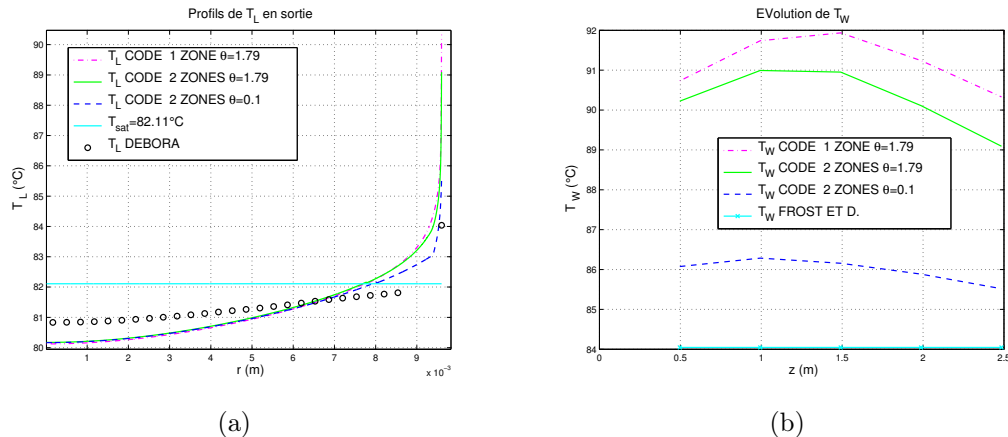 Profils de T_L en sortie
90
89
88
87
86
85
84
83
82
81
80
T_L (°C)
T_L CODE 1 ZONE θ=1.79
T_L CODE 2 ZONES θ=1.79
T_L CODE 2 ZONES θ=0.1
T_sat=82.11°C
T_L DEBORA
1 2 3 4 5 6 7 8 9
r (m)
x 10^-3
(a)
EVolution de T_W
92
91
90
89
88
87
86
85
84
T_W (°C)
T_W CODE 1 ZONE θ=1.79
T_W CODE 2 ZONES θ=1.79
T_W CODE 2 ZONES θ=0.1
T_W FROST ET D.
0 0.5 1 1.5 2 2.5
z (m)
(b)